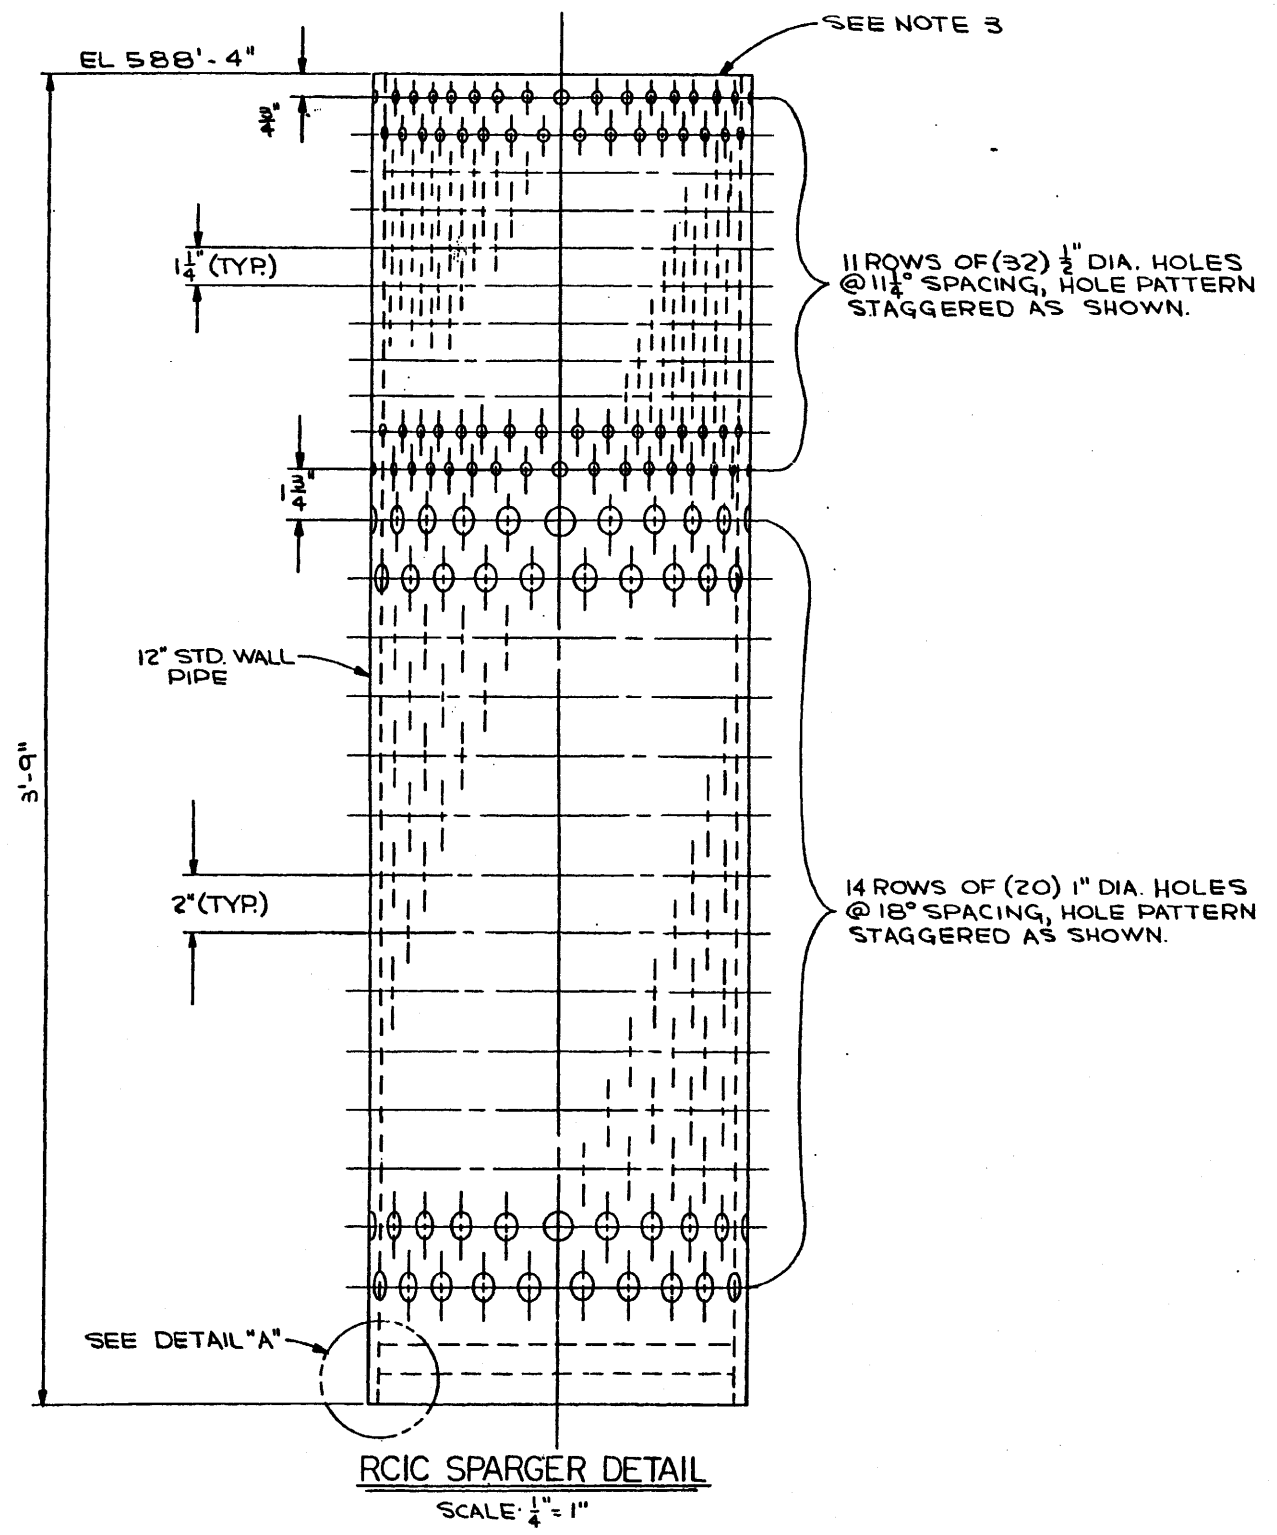 SEE NOTE 3
EL 588'-4"
3/4"
11 ROWS OF (32) 1/2" DIA. HOLES
@ 11 1/4° SPACING, HOLE PATTERN
STAGGERED AS SHOWN.
1 1/4" (TYP.)
1 3/4"
12" STD. WALL
PIPE
3'-9"
14 ROWS OF (20) 1" DIA. HOLES
@ 18° SPACING, HOLE PATTERN
STAGGERED AS SHOWN.
2" (TYP.)
SEE DETAIL "A"
RCIC SPARGER DETAIL
SCALE: 1/4" = 1"